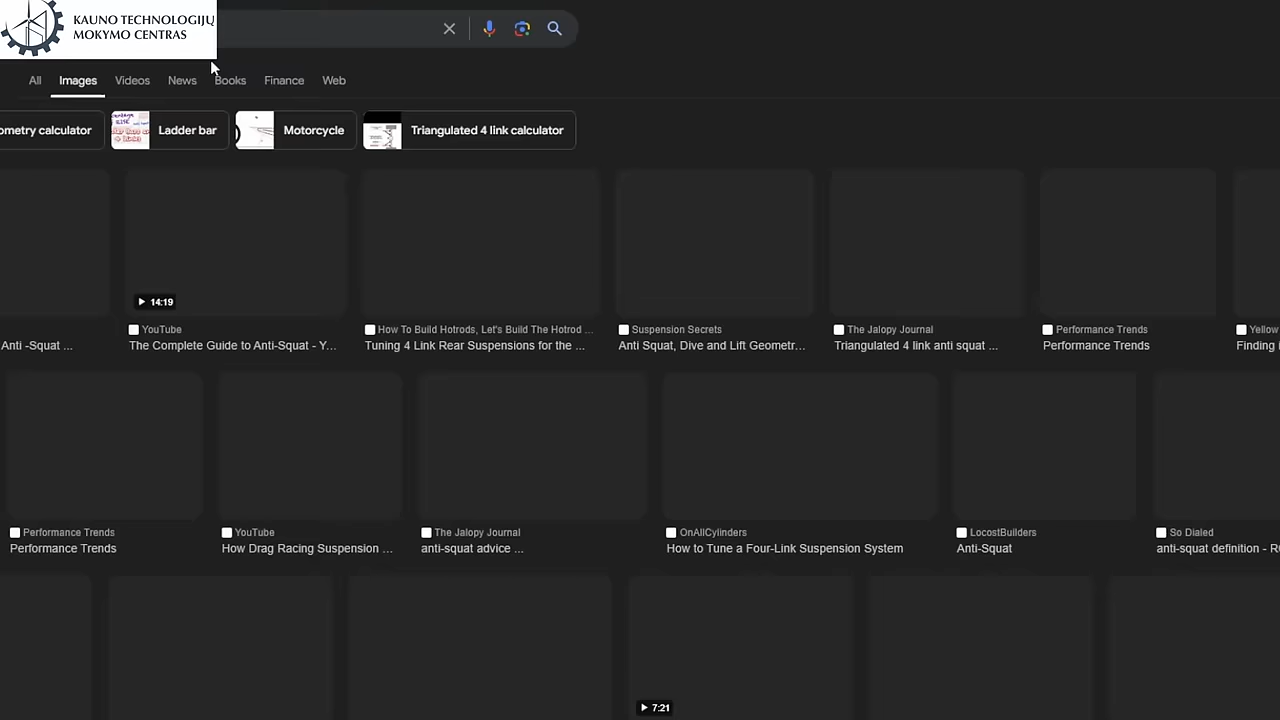 KAUNO TECHNOLOGIJŲ
MOKYMO CENTRAS
All Images Videos News Books Finance Web
ometry calculator Ladder bar Motorcycle Triangulated 4 link calculator
14:19
YouTube How To Build Hotrods, Let's Build The Hotrod ... Suspension Secrets The Jalopy Journal Performance Trends Yellow
Anti -Squat ... The Complete Guide to Anti-Squat - Y... Tuning 4 Link Rear Suspensions for the ... Anti Squat, Dive and Lift Geometr... Triangulated 4 link anti squat ... Performance Trends Finding
Performance Trends YouTube The Jalopy Journal OnAllCylinders LocostBuilders So Dialed
Performance Trends How Drag Racing Suspension ... anti-squat advice ... How to Tune a Four-Link Suspension System Anti-Squat anti-squat definition -
7:21